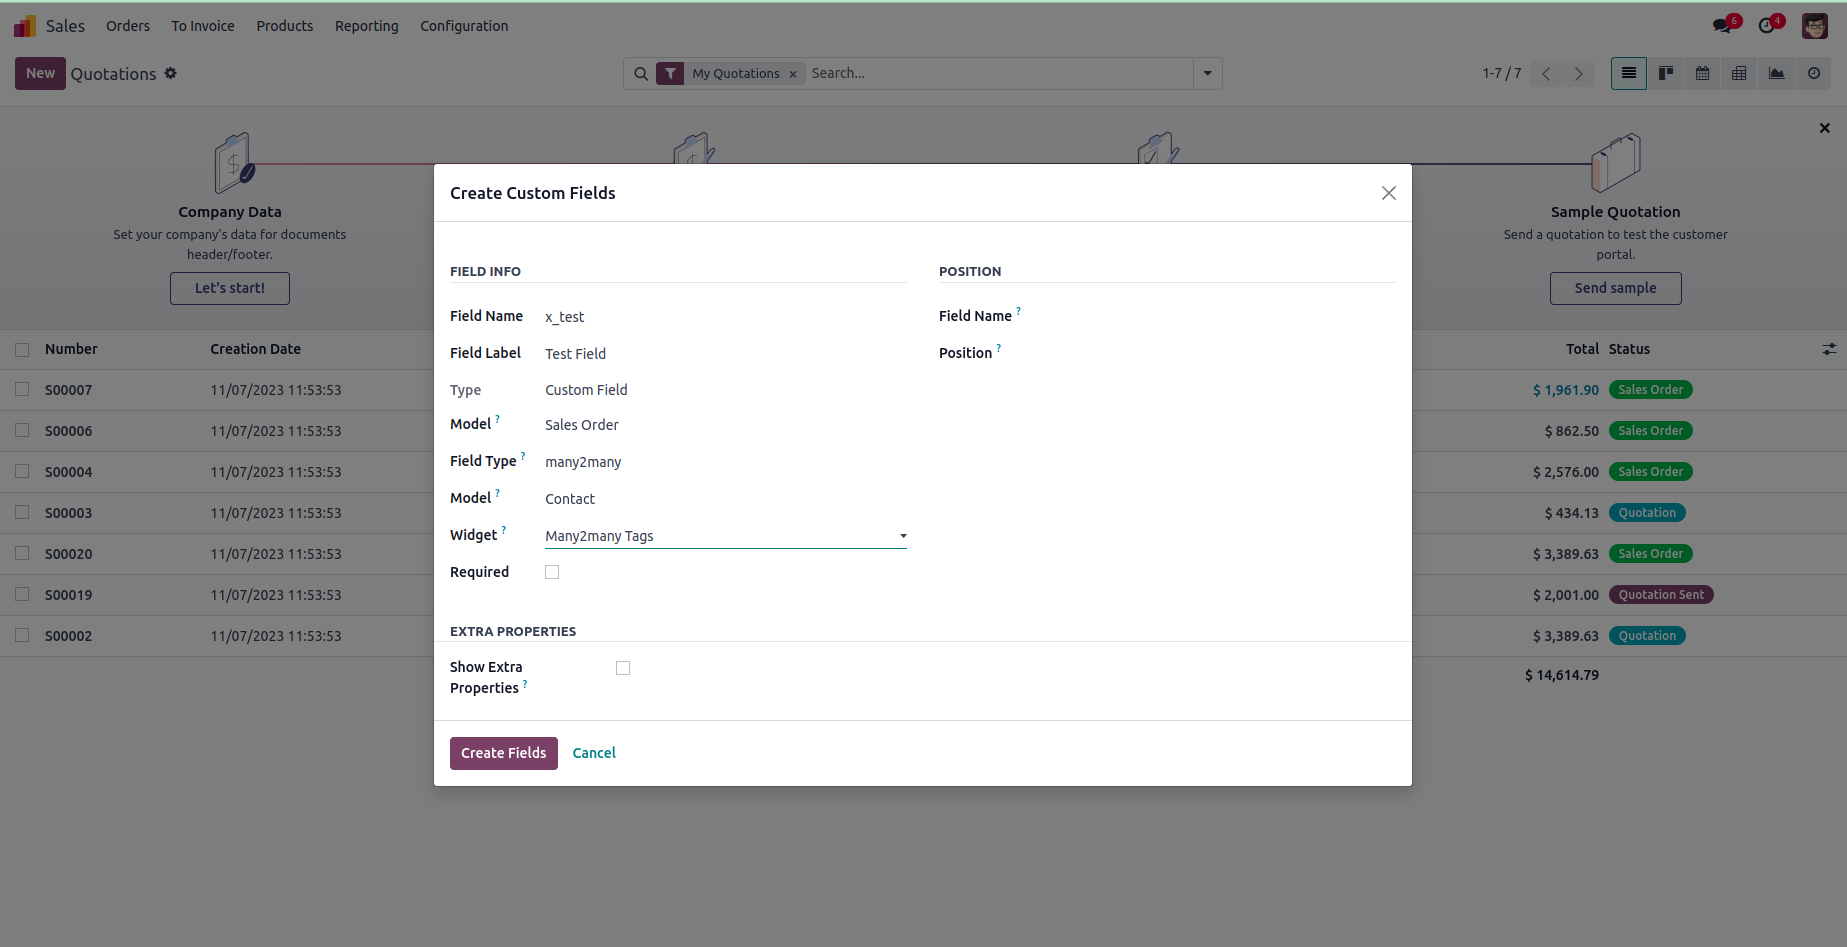 Sales Orders To Invoice Products Reporting Configuration 6 4
New Quotations My Quotations × Search... 1-7 / 7
Company Data
Set your company's data for documents
header/footer.
Let's start!
Sample Quotation
Send a quotation to test the customer
portal.
Send sample
Number Creation Date Total Status
S00007 11/07/2023 11:53:53 $ 1,961.90 Sales Order
S00006 11/07/2023 11:53:53 $ 862.50 Sales Order
S00004 11/07/2023 11:53:53 $ 2,576.00 Sales Order
S00003 11/07/2023 11:53:53 $ 434.13 Quotation
S00020 11/07/2023 11:53:53 $ 3,389.63 Sales Order
S00019 11/07/2023 11:53:53 $ 2,001.00 Quotation Sent
S00002 11/07/2023 11:53:53 $ 3,389.63 Quotation
$ 14,614.79
Create Custom Fields
FIELD INFO
Field Name x_test
Field Label Test Field
Type Custom Field
Model ? Sales Order
Field Type ? many2many
Model ? Contact
Widget ? Many2many Tags
Required
POSITION
Field Name ?
Position ?
EXTRA PROPERTIES
Show Extra
Properties ?
Create Fields Cancel